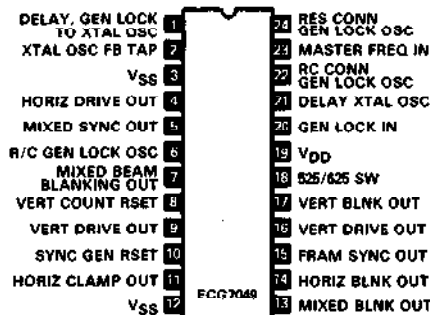 DELAY, GEN LOCK
TO XTAL OSC 1
XTAL OSC FB TAP 2
VSS 3
HORIZ DRIVE OUT 4
MIXED SYNC OUT 5
R/C GEN LOCK OSC 6
MIXED BEAM
BLANKING OUT 7
VERT COUNT RSET 8
VERT DRIVE OUT 9
SYNC GEN RSET 10
HORIZ CLAMP OUT 11
VSS 12
ECG7049
24 RES CONN
GEN LOCK OSC
23 MASTER FREQ IN
22 RC CONN
GEN LOCK OSC
21 DELAY XTAL OSC
20 GEN LOCK IN
19 VDD
18 525/625 SW
17 VERT BLNK OUT
16 VERT DRIVE OUT
15 FRAM SYNC OUT
14 HORIZ BLNK OUT
13 MIXED BLNK OUT